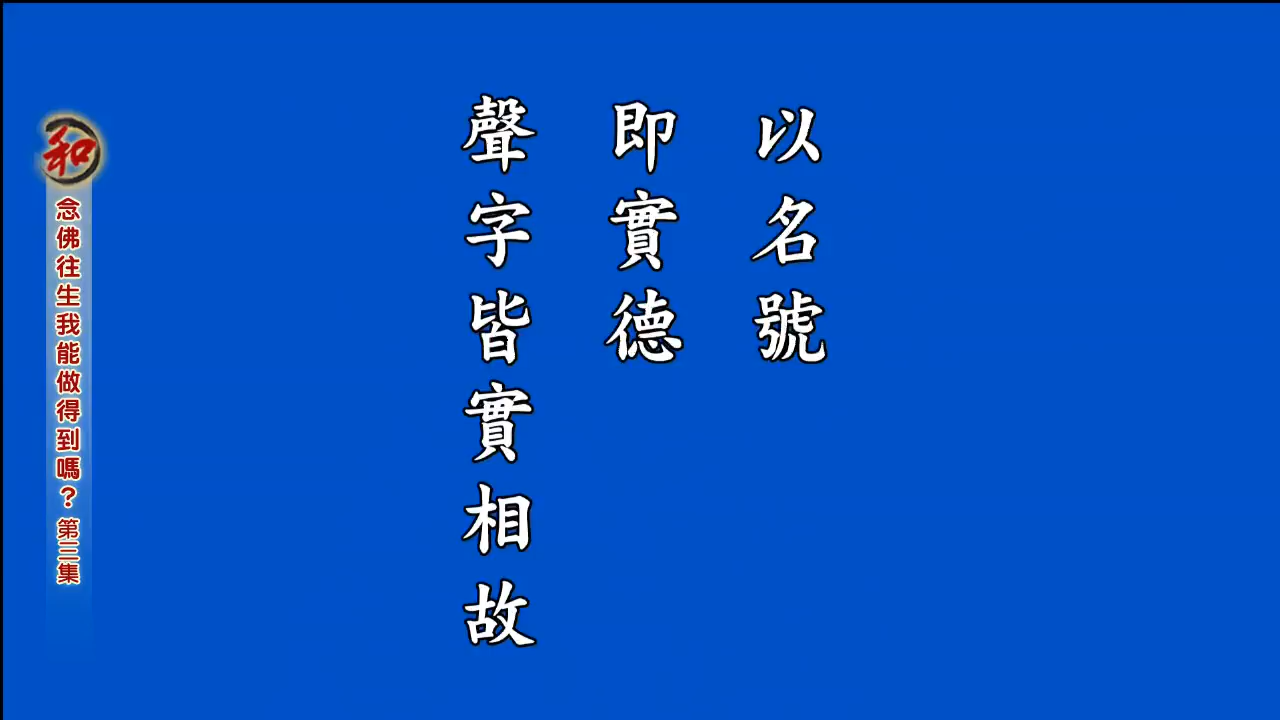 以名號
即實德
聲字皆實相故
和
念佛往生我能做得到嗎？第三集